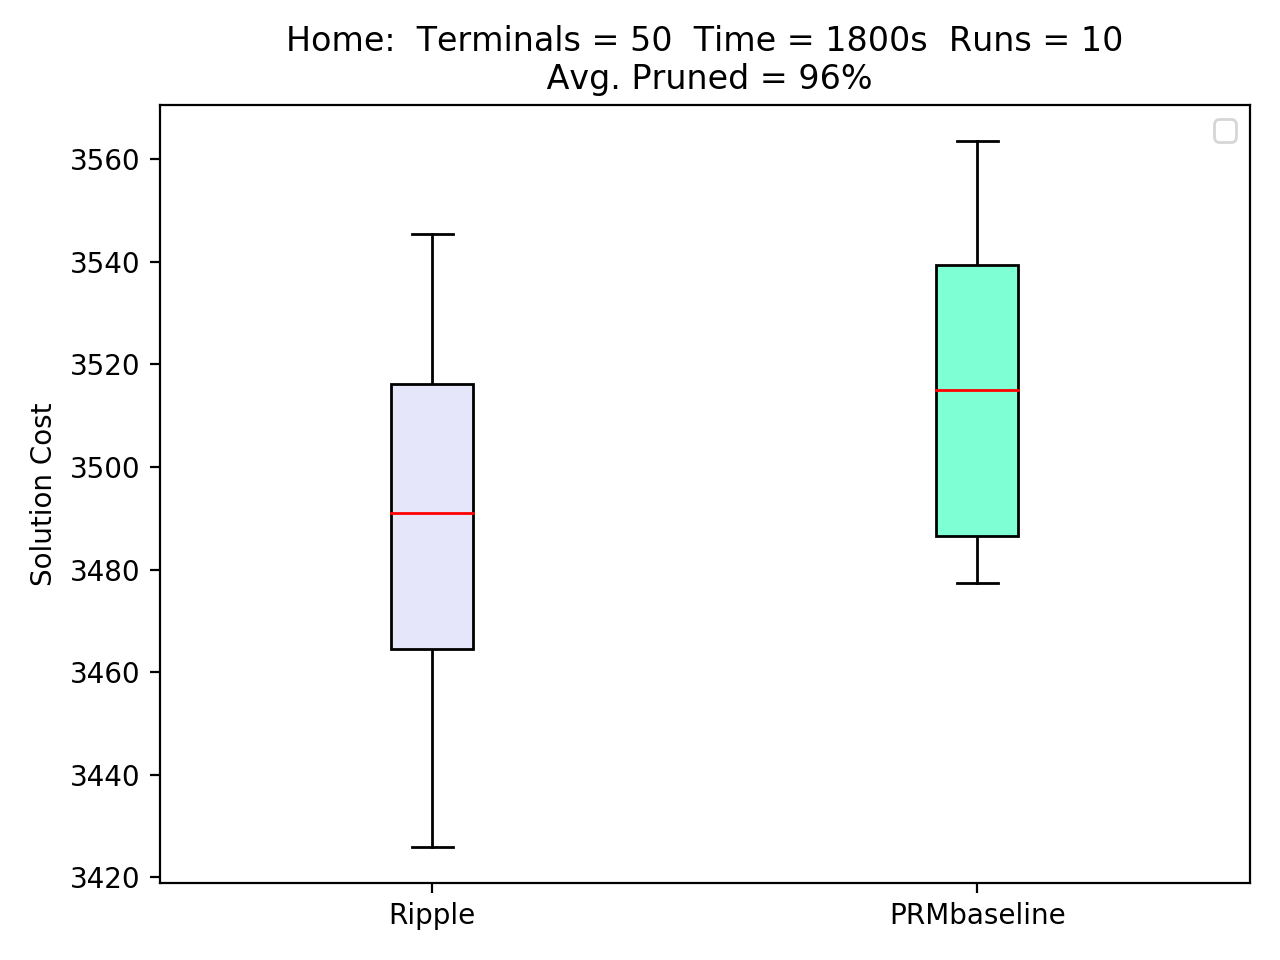 Home:  Terminals = 50  Time = 1800s  Runs = 10
Avg. Pruned = 96%
Solution Cost
3560
3540
3520
3500
3480
3460
3440
3420
Ripple
PRMbaseline